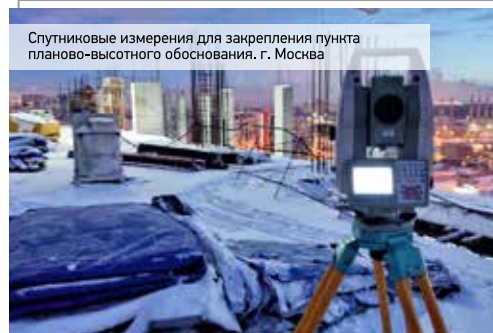 Спутниковые измерения для закрепления пункта
планово-высотного обоснования. г. Москва